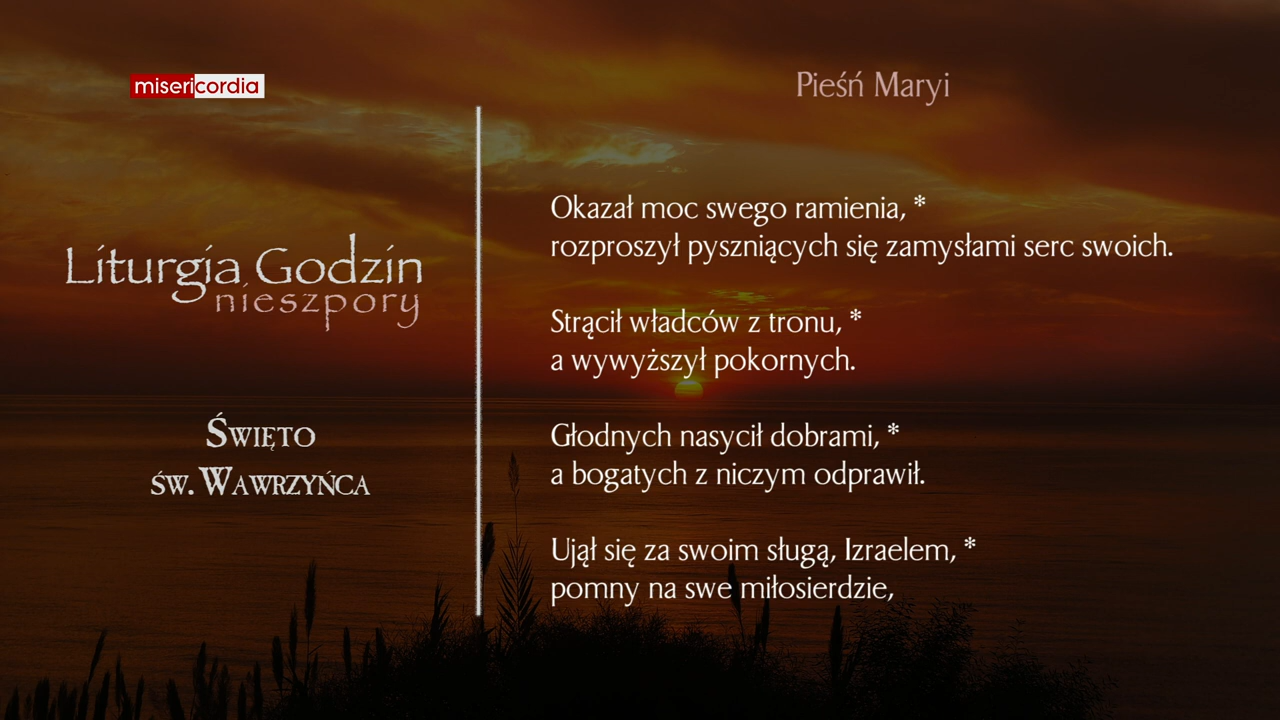 misericordia
Liturgia Godzin
nieszpory
Święto
św. Wawrzyńca
Pieśń Maryi
Okazał moc swego ramienia, *
rozproszył pyszniących się zamysłami serc swoich.
Strącił władców z tronu, *
a wywyższył pokornych.
Głodnych nasycił dobrami, *
a bogatych z niczym odprawił.
Ujął się za swoim sługą, Izraelem, *
pomny na swe miłosierdzie,